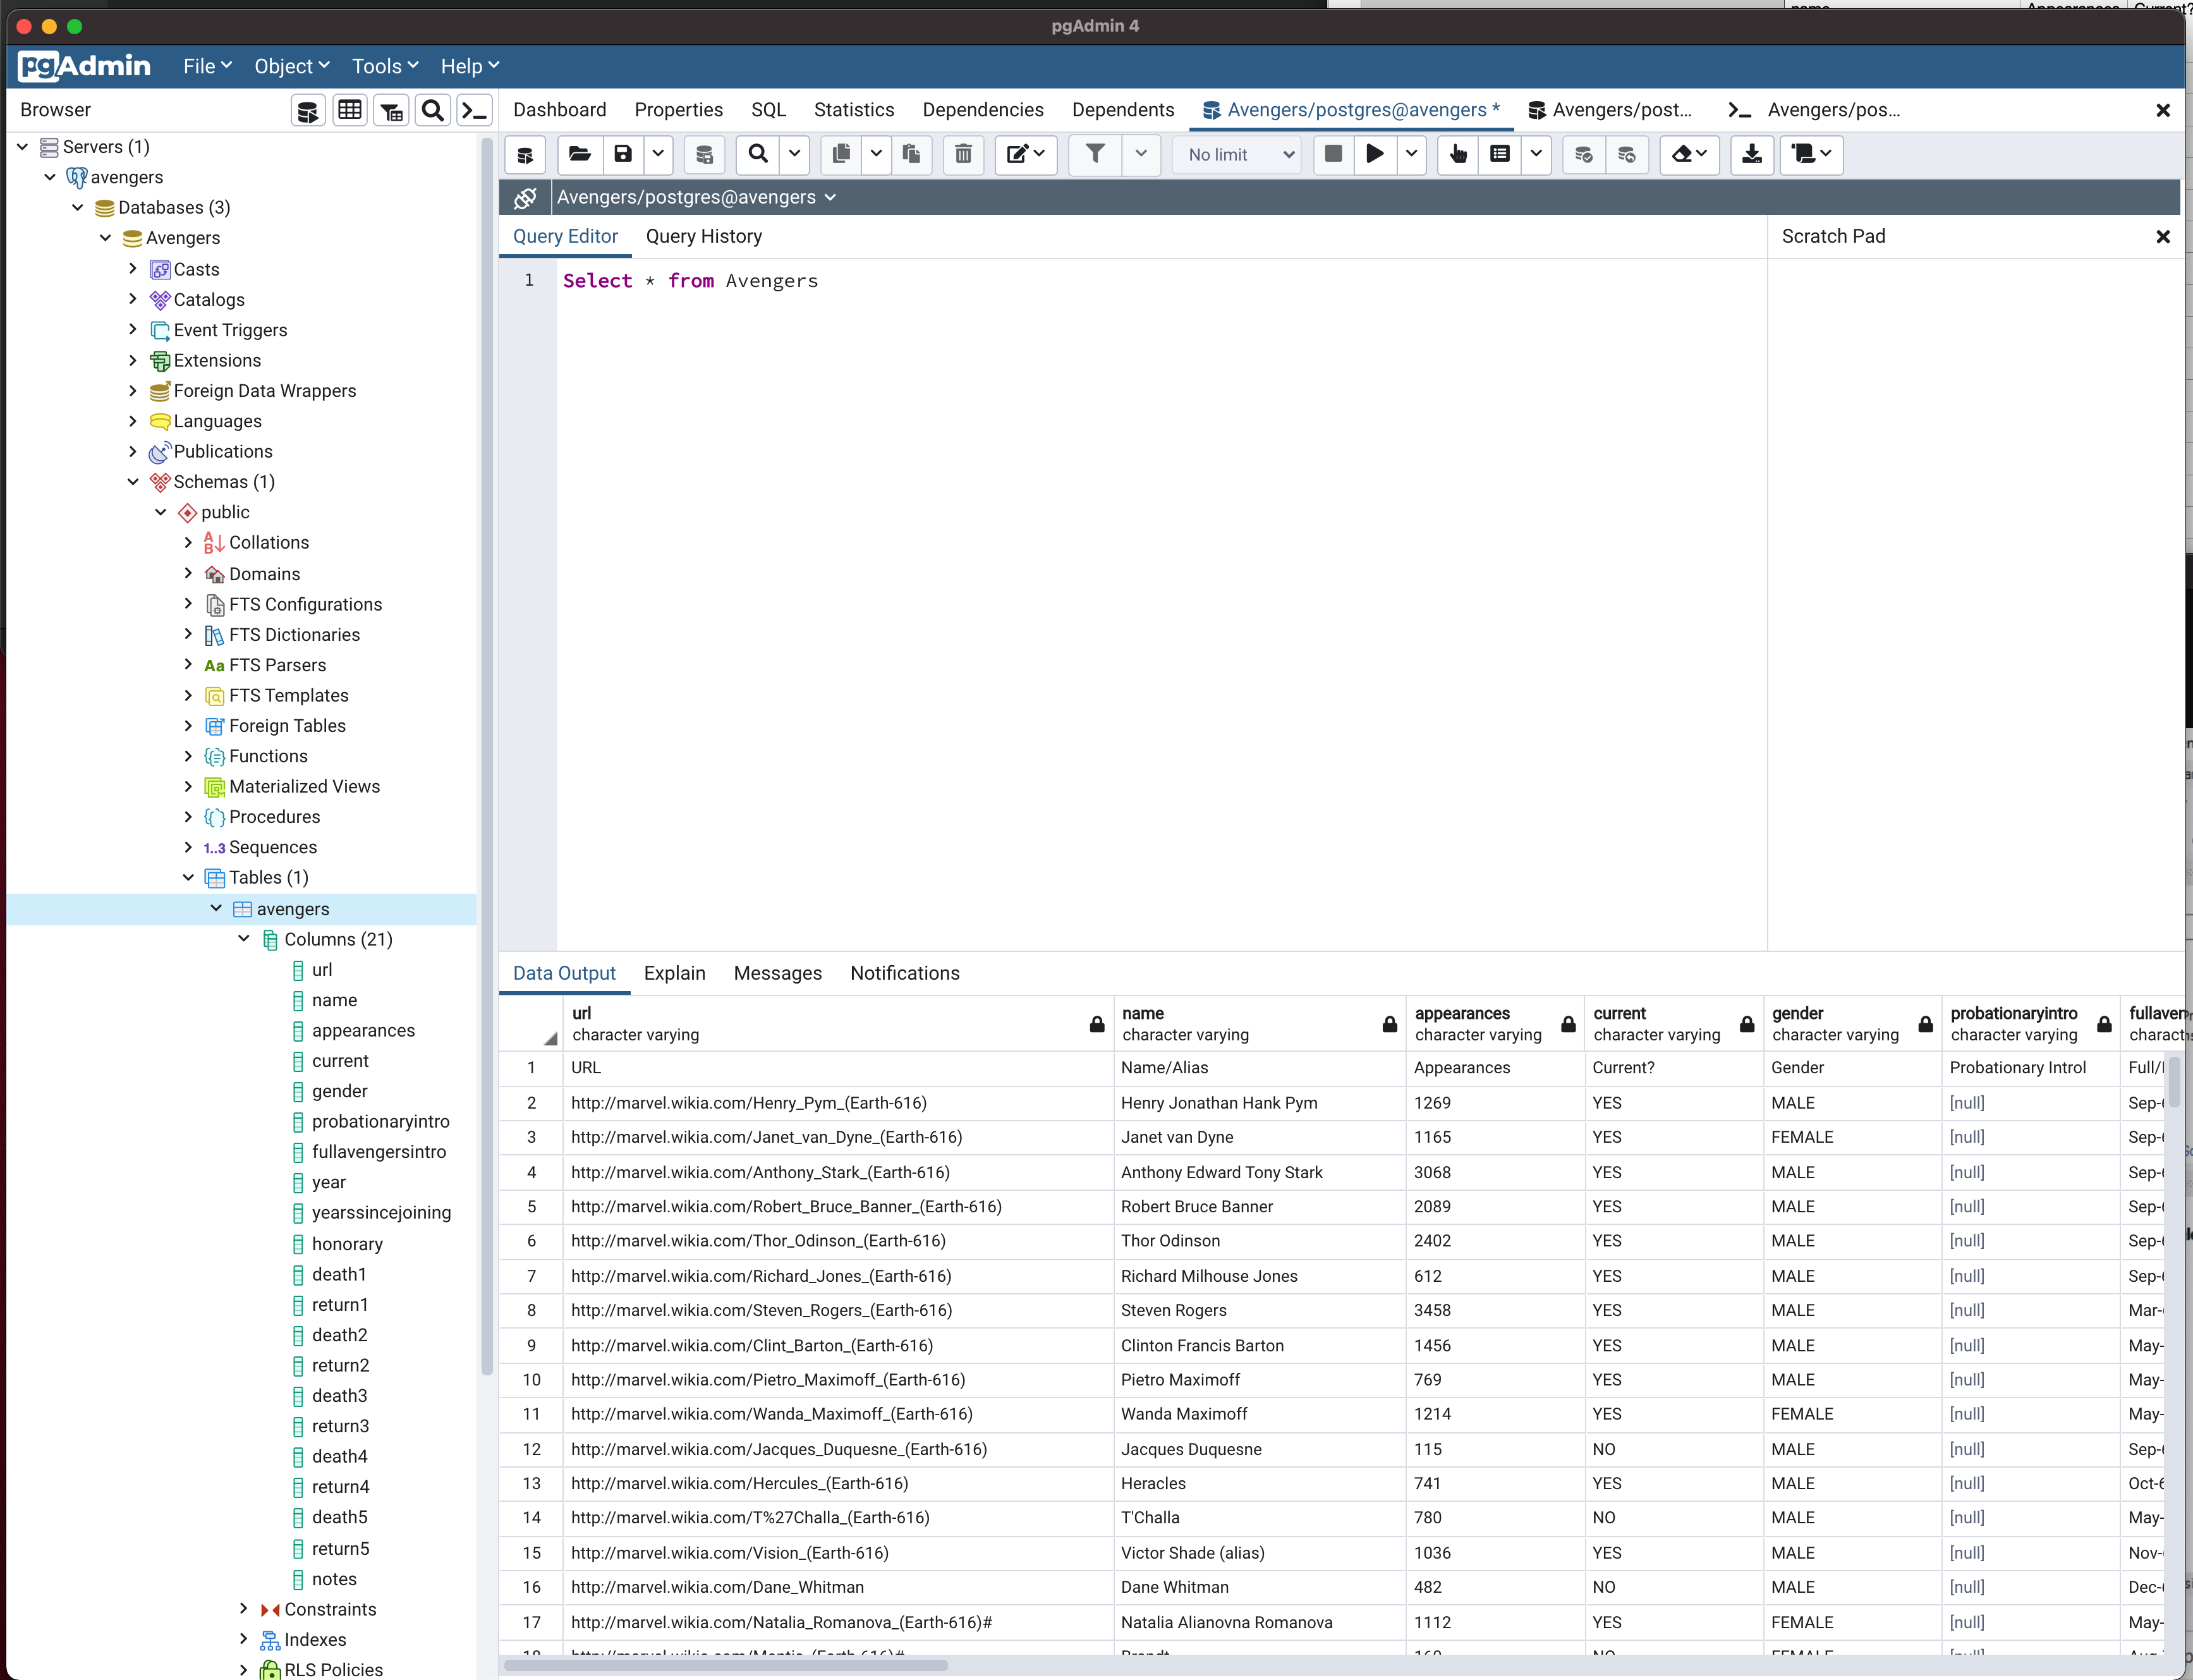 name Appearances Current?
pgAdmin 4
pgAdmin File Object Tools Help
Browser
Dashboard Properties SQL Statistics Dependencies Dependents Avengers/postgres@avengers * Avengers/post... Avengers/pos...
No limit
Avengers/postgres@avengers
Query Editor Query History
Scratch Pad
1 Select * from Avengers
Servers (1)
avengers
Databases (3)
Avengers
Casts
Catalogs
Event Triggers
Extensions
Foreign Data Wrappers
Languages
Publications
Schemas (1)
public
Collations
Domains
FTS Configurations
FTS Dictionaries
Aa FTS Parsers
FTS Templates
Foreign Tables
Functions
Materialized Views
Procedures
1..3 Sequences
Tables (1)
avengers
Columns (21)
url
name
appearances
current
gender
probationaryintro
fullavengersintro
year
yearssincejoining
honorary
death1
return1
death2
return2
death3
return3
death4
return4
death5
return5
notes
Constraints
Indexes
RLS Policies
Data Output Explain Messages Notifications
url name appearances current gender probationaryintro fullaven
character varying character varying character varying character varying character varying character varying charact
1 URL Name/Alias Appearances Current? Gender Probationary Introl Full/
2 http://marvel.wikia.com/Henry_Pym_(Earth-616) Henry Jonathan Hank Pym 1269 YES MALE [null] Sep-
3 http://marvel.wikia.com/Janet_van_Dyne_(Earth-616) Janet van Dyne 1165 YES FEMALE [null] Sep-
4 http://marvel.wikia.com/Anthony_Stark_(Earth-616) Anthony Edward Tony Stark 3068 YES MALE [null] Sep-
5 http://marvel.wikia.com/Robert_Bruce_Banner_(Earth-616) Robert Bruce Banner 2089 YES MALE [null] Sep-
6 http://marvel.wikia.com/Thor_Odinson_(Earth-616) Thor Odinson 2402 YES MALE [null] Sep-
7 http://marvel.wikia.com/Richard_Jones_(Earth-616) Richard Milhouse Jones 612 YES MALE [null] Sep-
8 http://marvel.wikia.com/Steven_Rogers_(Earth-616) Steven Rogers 3458 YES MALE [null] Mar-
9 http://marvel.wikia.com/Clint_Barton_(Earth-616) Clinton Francis Barton 1456 YES MALE [null] May-
10 http://marvel.wikia.com/Pietro_Maximoff_(Earth-616) Pietro Maximoff 769 YES MALE [null] May-
11 http://marvel.wikia.com/Wanda_Maximoff_(Earth-616) Wanda Maximoff 1214 YES FEMALE [null] May-
12 http://marvel.wikia.com/Jacques_Duquesne_(Earth-616) Jacques Duquesne 115 NO MALE [null] Sep-
13 http://marvel.wikia.com/Hercules_(Earth-616) Heracles 741 YES MALE [null] Oct-
14 http://marvel.wikia.com/T%27Challa_(Earth-616) T'Challa 780 NO MALE [null] May-
15 http://marvel.wikia.com/Vision_(Earth-616) Victor Shade (alias) 1036 YES MALE [null] Nov-
16 http://marvel.wikia.com/Dane_Whitman Dane Whitman 482 NO MALE [null] Dec-
17 http://marvel.wikia.com/Natalia_Romanova_(Earth-616)# Natalia Alianovna Romanova 1112 YES FEMALE [null] May-